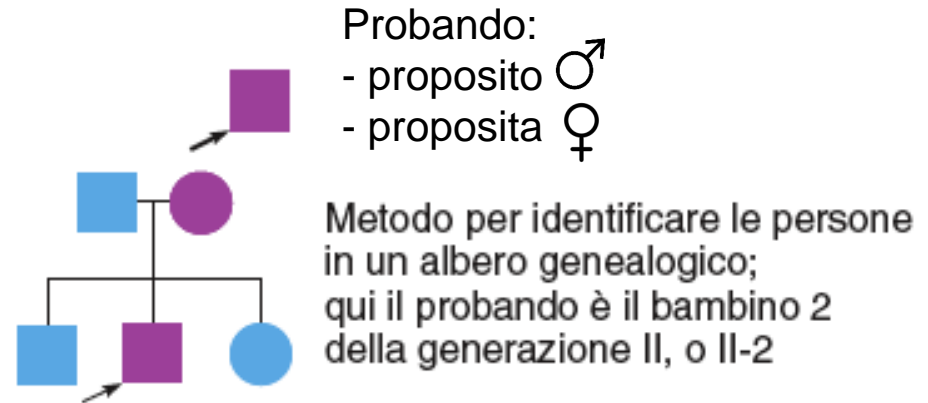 Probando:
- proposito ♂
- proposita ♀
Metodo per identificare le persone
in un albero genealogico;
qui il probando è il bambino 2
della generazione II, o II-2